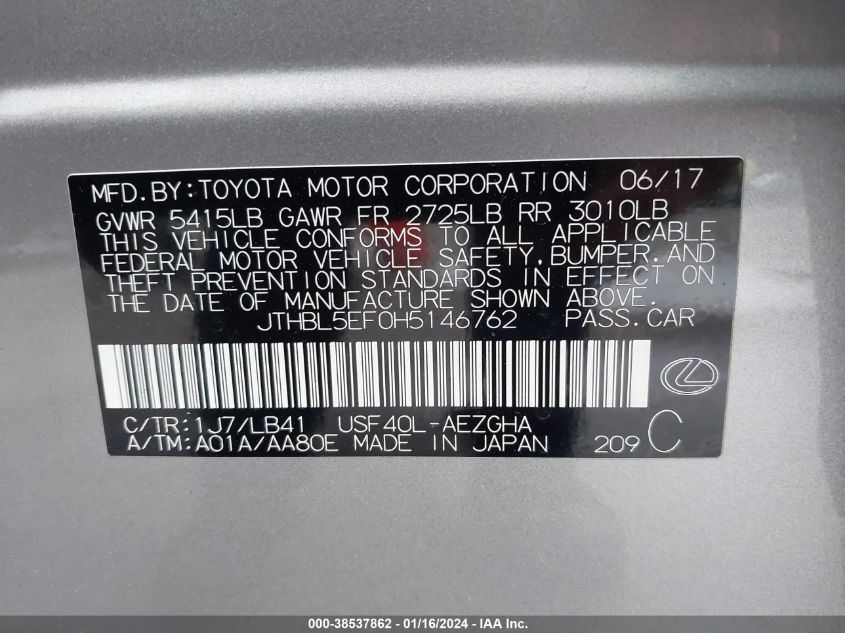 MFD.BY:TOYOTA MOTOR CORPORATION 06/17
GVWR 5415LB GAWR FR 2725LB RR 3010LB
THIS VEHICLE CONFORMS TO ALL APPLICABLE
FEDERAL MOTOR VEHICLE SAFETY,BUMPER,AND
THEFT PREVENTION STANDARDS IN EFFECT ON
THE DATE OF MANUFACTURE SHOWN ABOVE.
JTHBL5EF0H5146762 PASS.CAR
C/TR:1J7/LB41 USF40L-AEZGHA
A/TM:A01A/AA80E MADE IN JAPAN 209 C
000-38537862 - 01/16/2024 - IAA Inc.